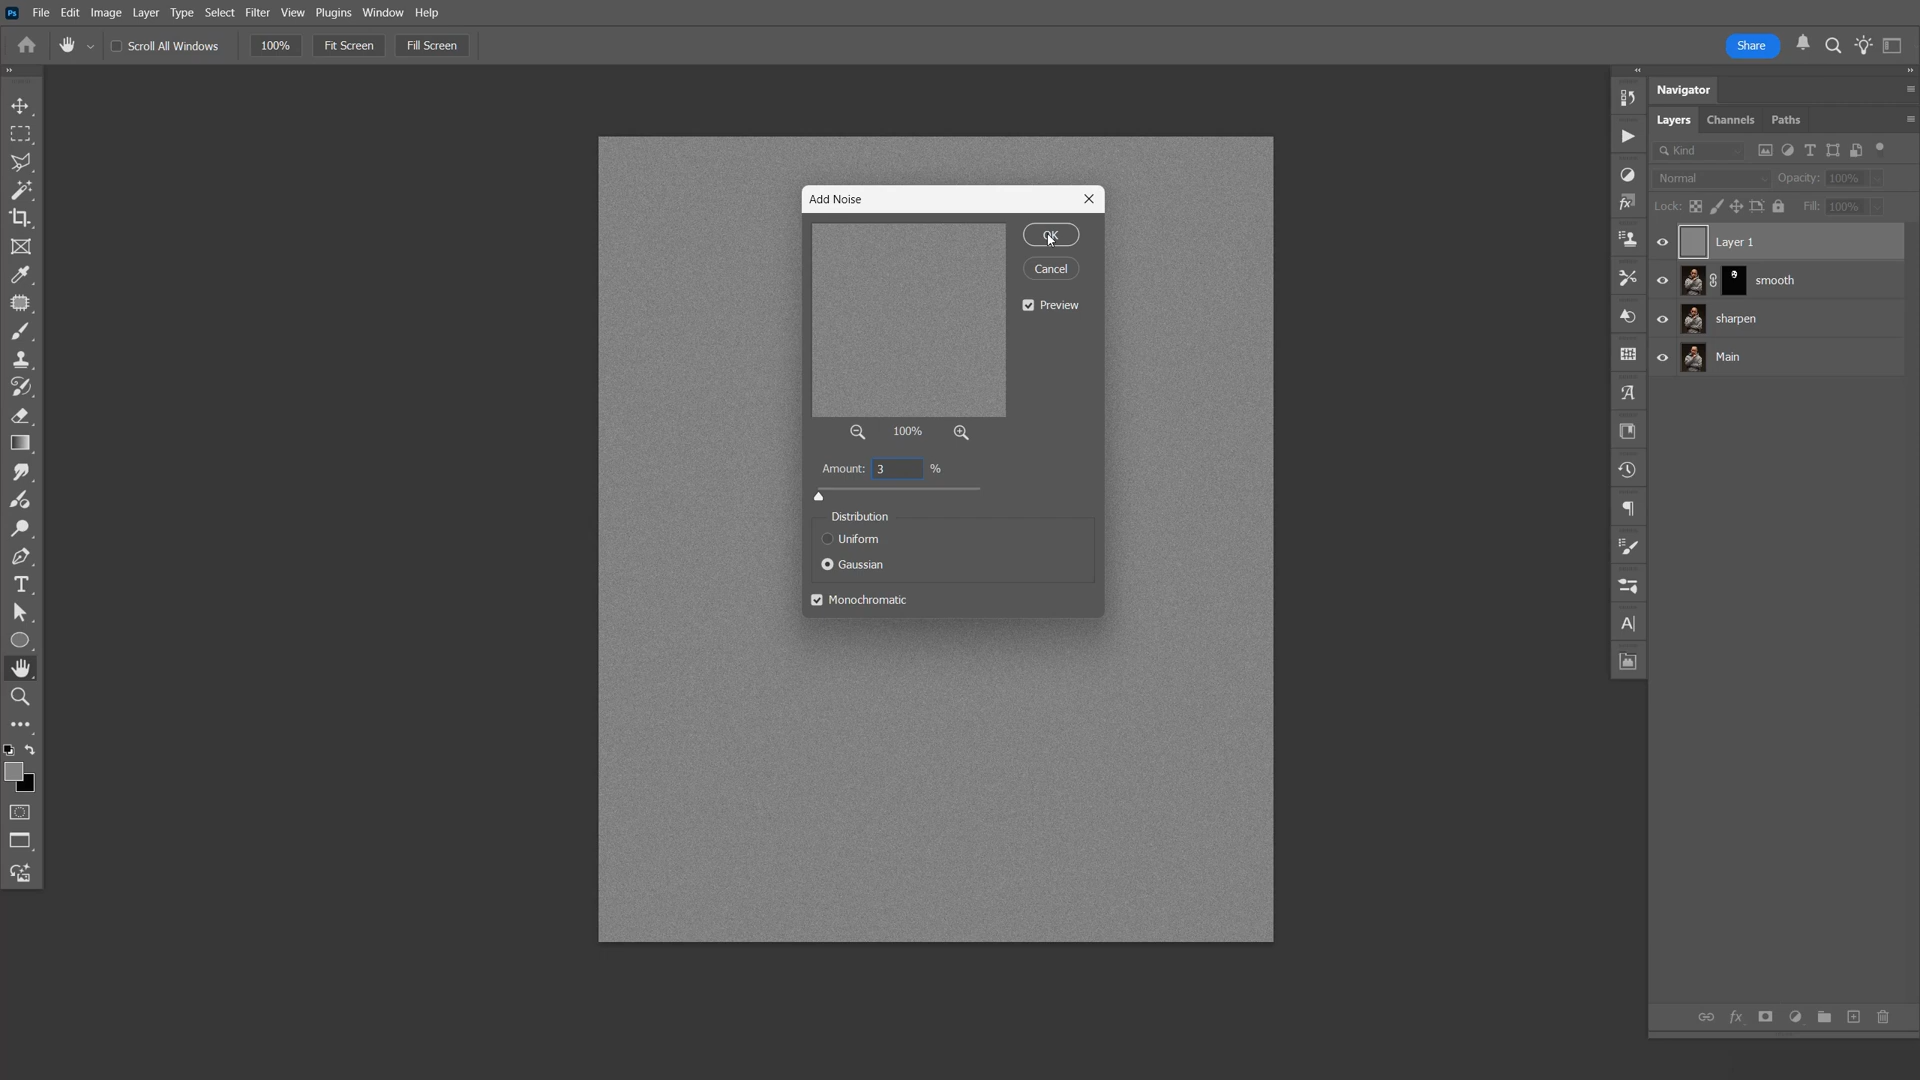 Ps File Edit Image Layer Type Select Filter View Plugins Window Help
Scroll All Windows 100% Fit Screen Fill Screen Share
Navigator
Layers Channels Paths
Kind
Normal Opacity: 100%
Lock: Fill: 100%
Layer 1
smooth
sharpen
Main
Add Noise
OK
Cancel
Preview
100%
Amount: 3 %
Distribution
Uniform
Gaussian
Monochromatic